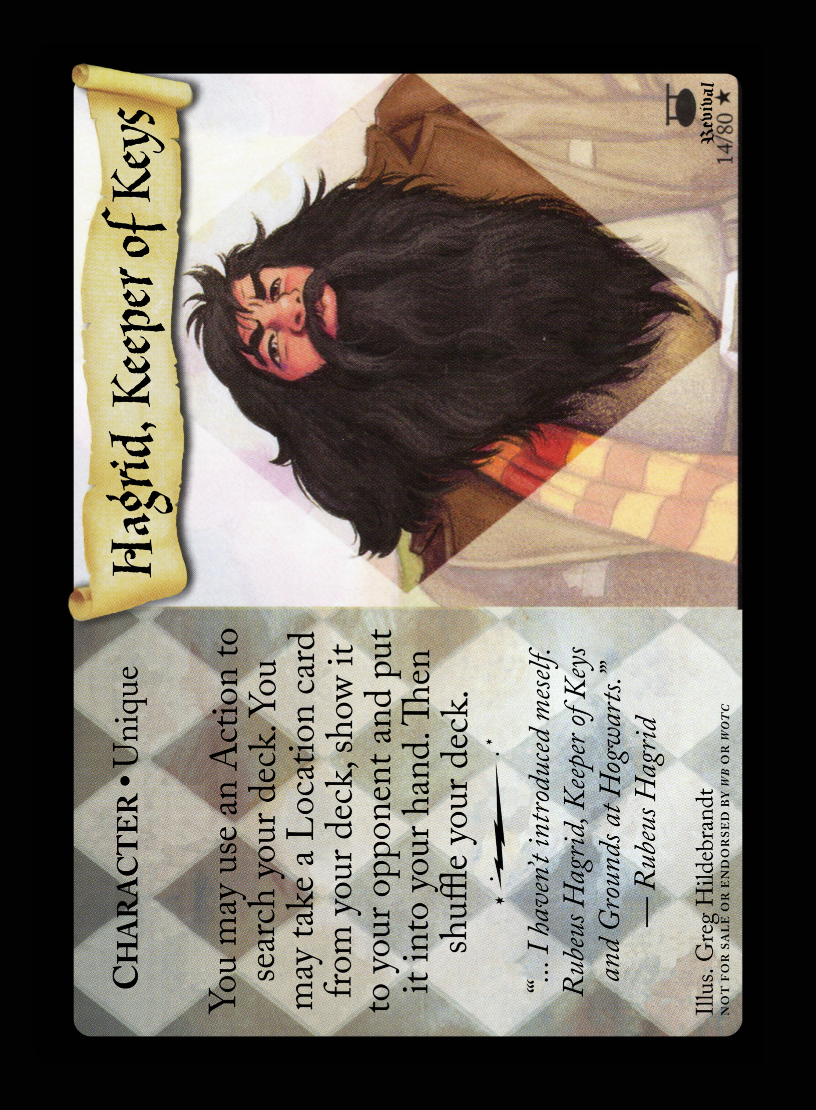 Hagrid, Keeper of Keys
CHARACTER • Unique
You may use an Action to
search your deck. You
may take a Location card
from your deck, show it
to your opponent and put
it into your hand. Then
shuffle your deck.
“‘... I haven’t introduced meself.
Rubeus Hagrid, Keeper of Keys
and Grounds at Hogwarts.’”
— Rubeus Hagrid
Illus. Greg Hildebrandt
NOT FOR SALE OR ENDORSED BY WB OR WOTC
Revival
14/80 ★